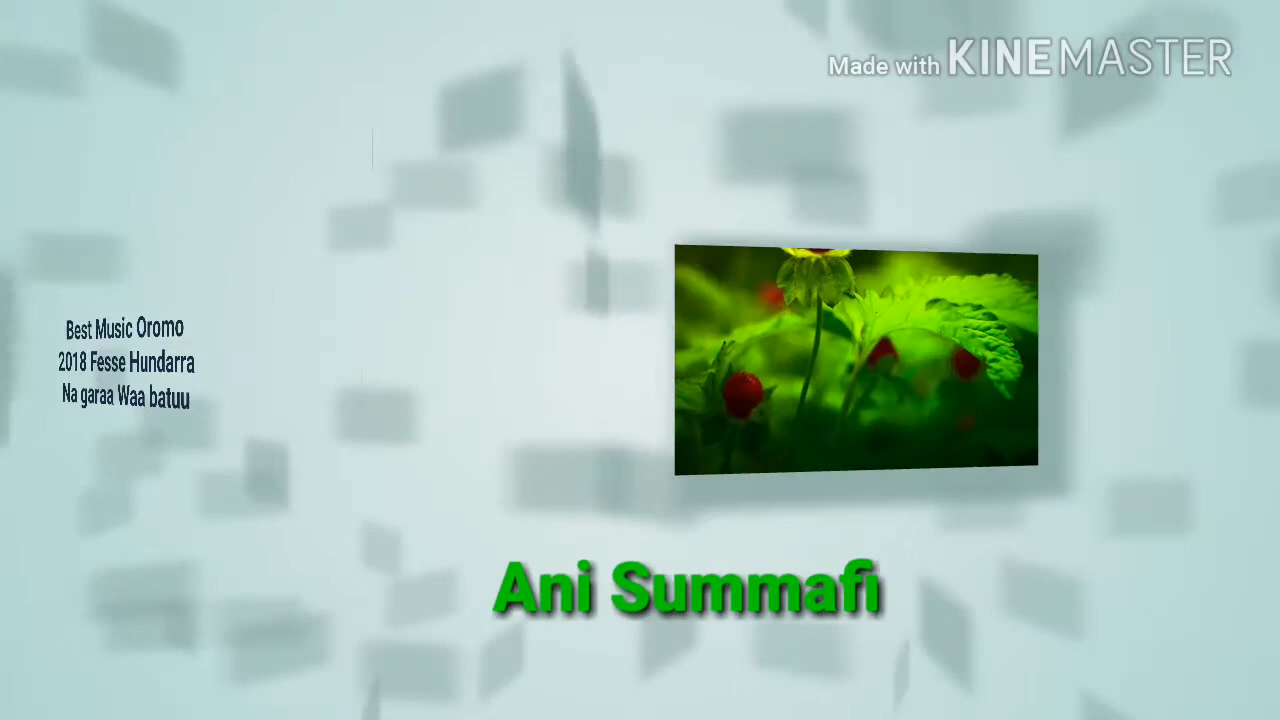 Made with KINEMASTER
Best Music Oromo
2018 Fesse Hundarra
Na garaa Waa batuu
Ani Summafi